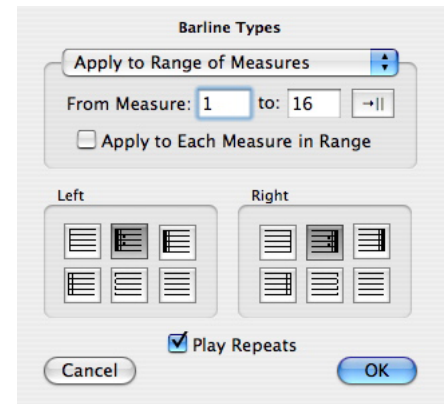 Barline Types
Apply to Range of Measures
From Measure: 1 to: 16
Apply to Each Measure in Range
Left Right
Play Repeats
Cancel OK